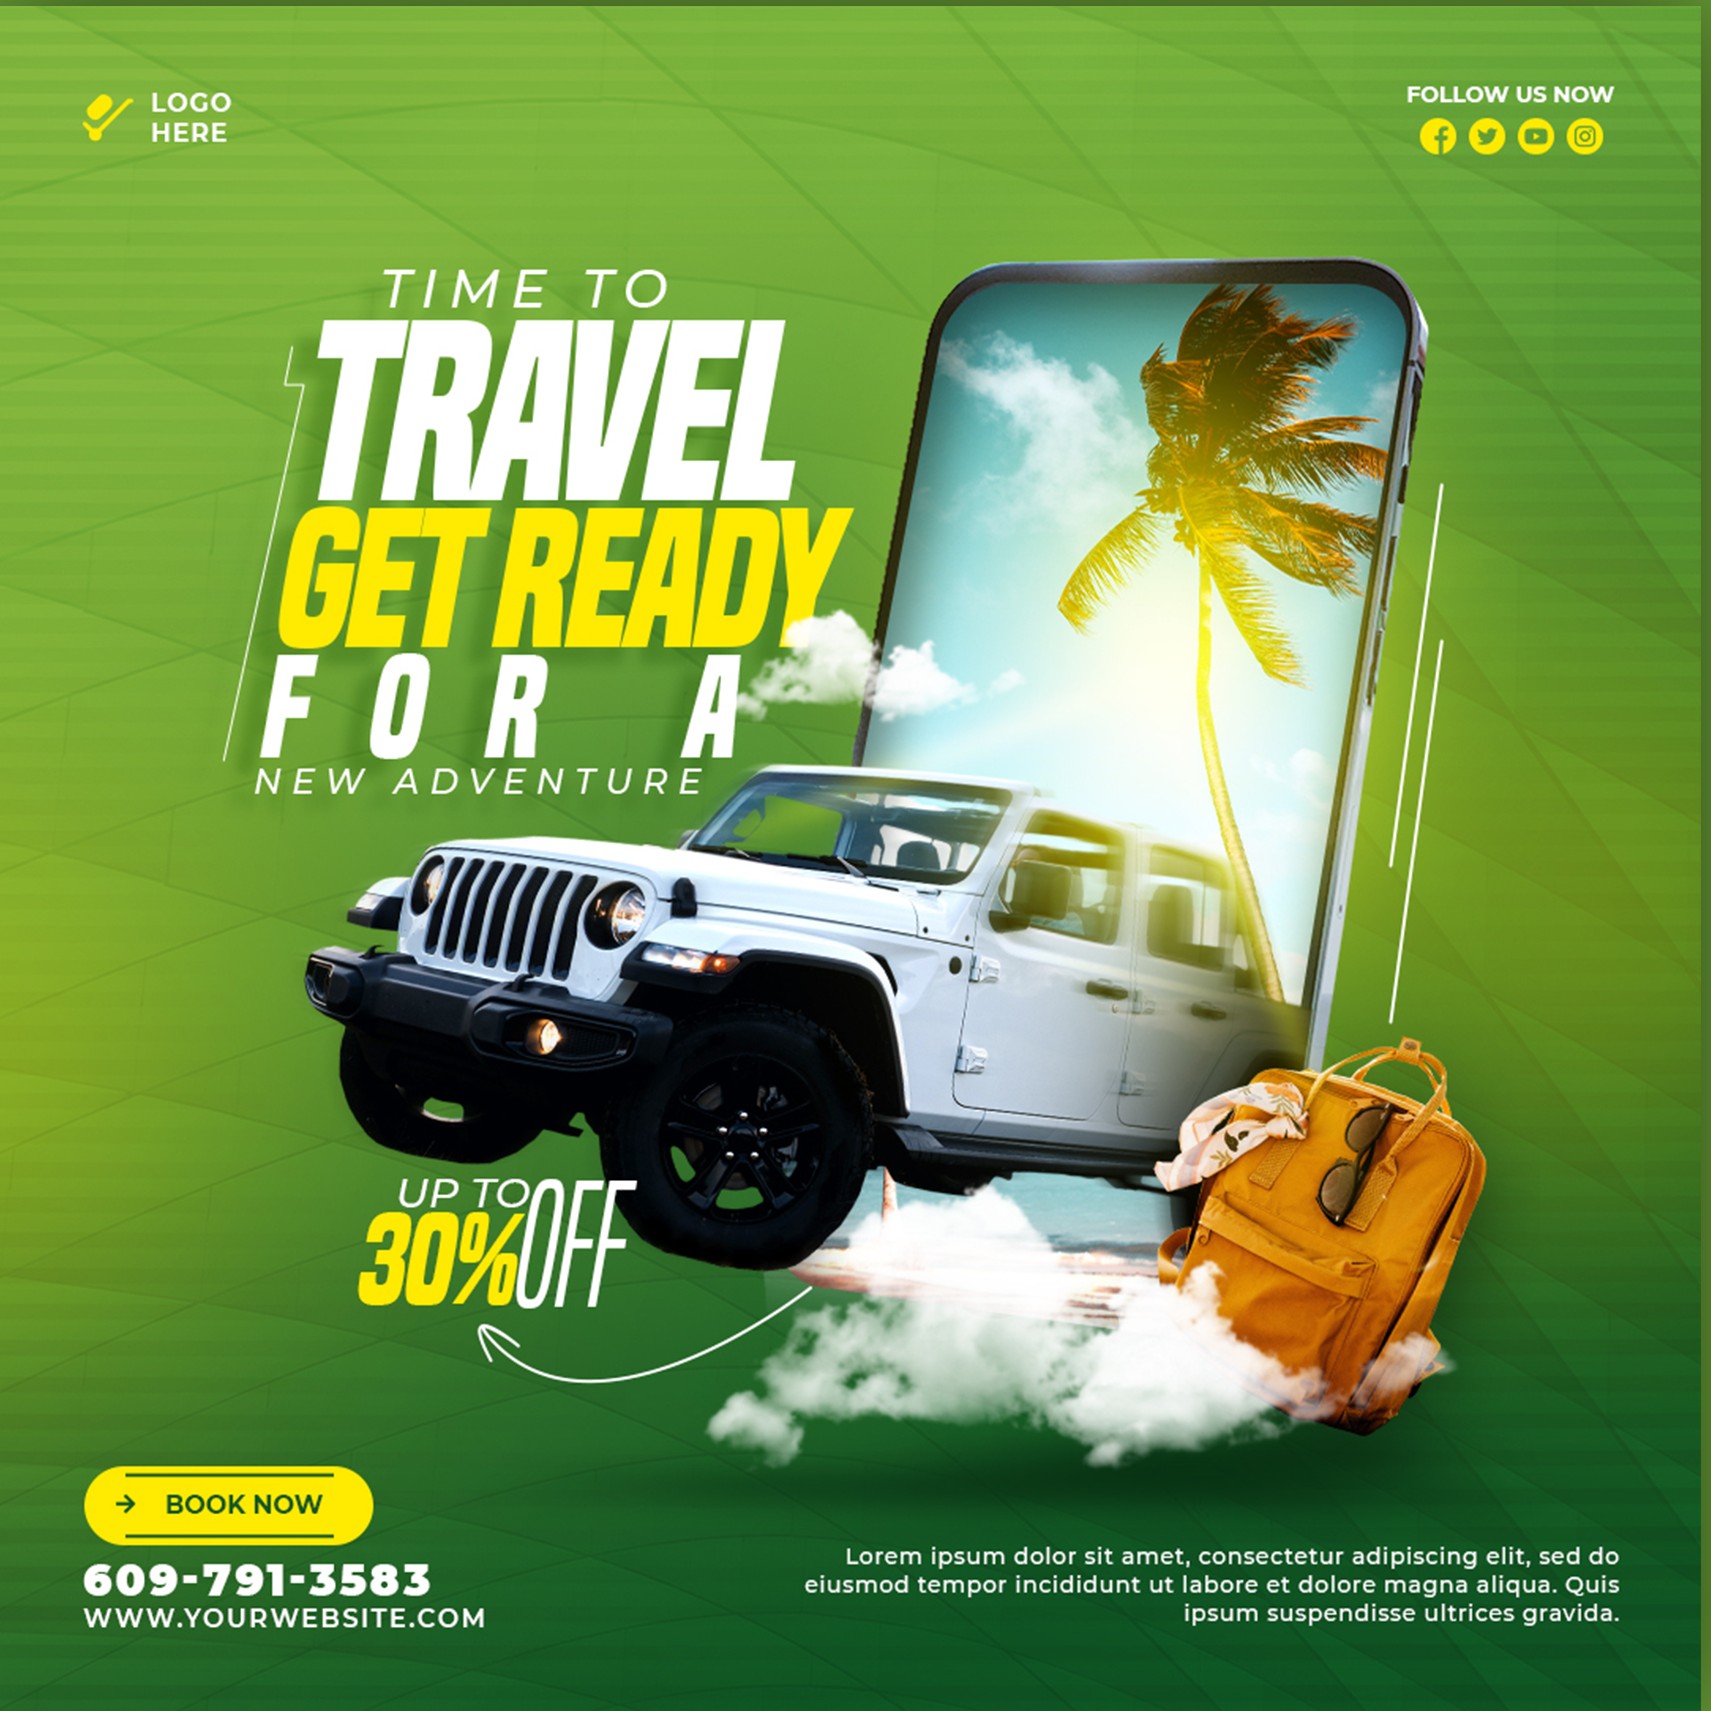 LOGO
HERE
FOLLOW US NOW
TIME TO
TRAVEL
GET READY
FOR A
NEW ADVENTURE
UP TO
30% OFF
BOOK NOW
609-791-3583
WWW.YOURWEBSITE.COM
Lorem ipsum dolor sit amet, consectetur adipiscing elit, sed do
eiusmod tempor incididunt ut labore et dolore magna aliqua. Quis
ipsum suspendisse ultrices gravida.